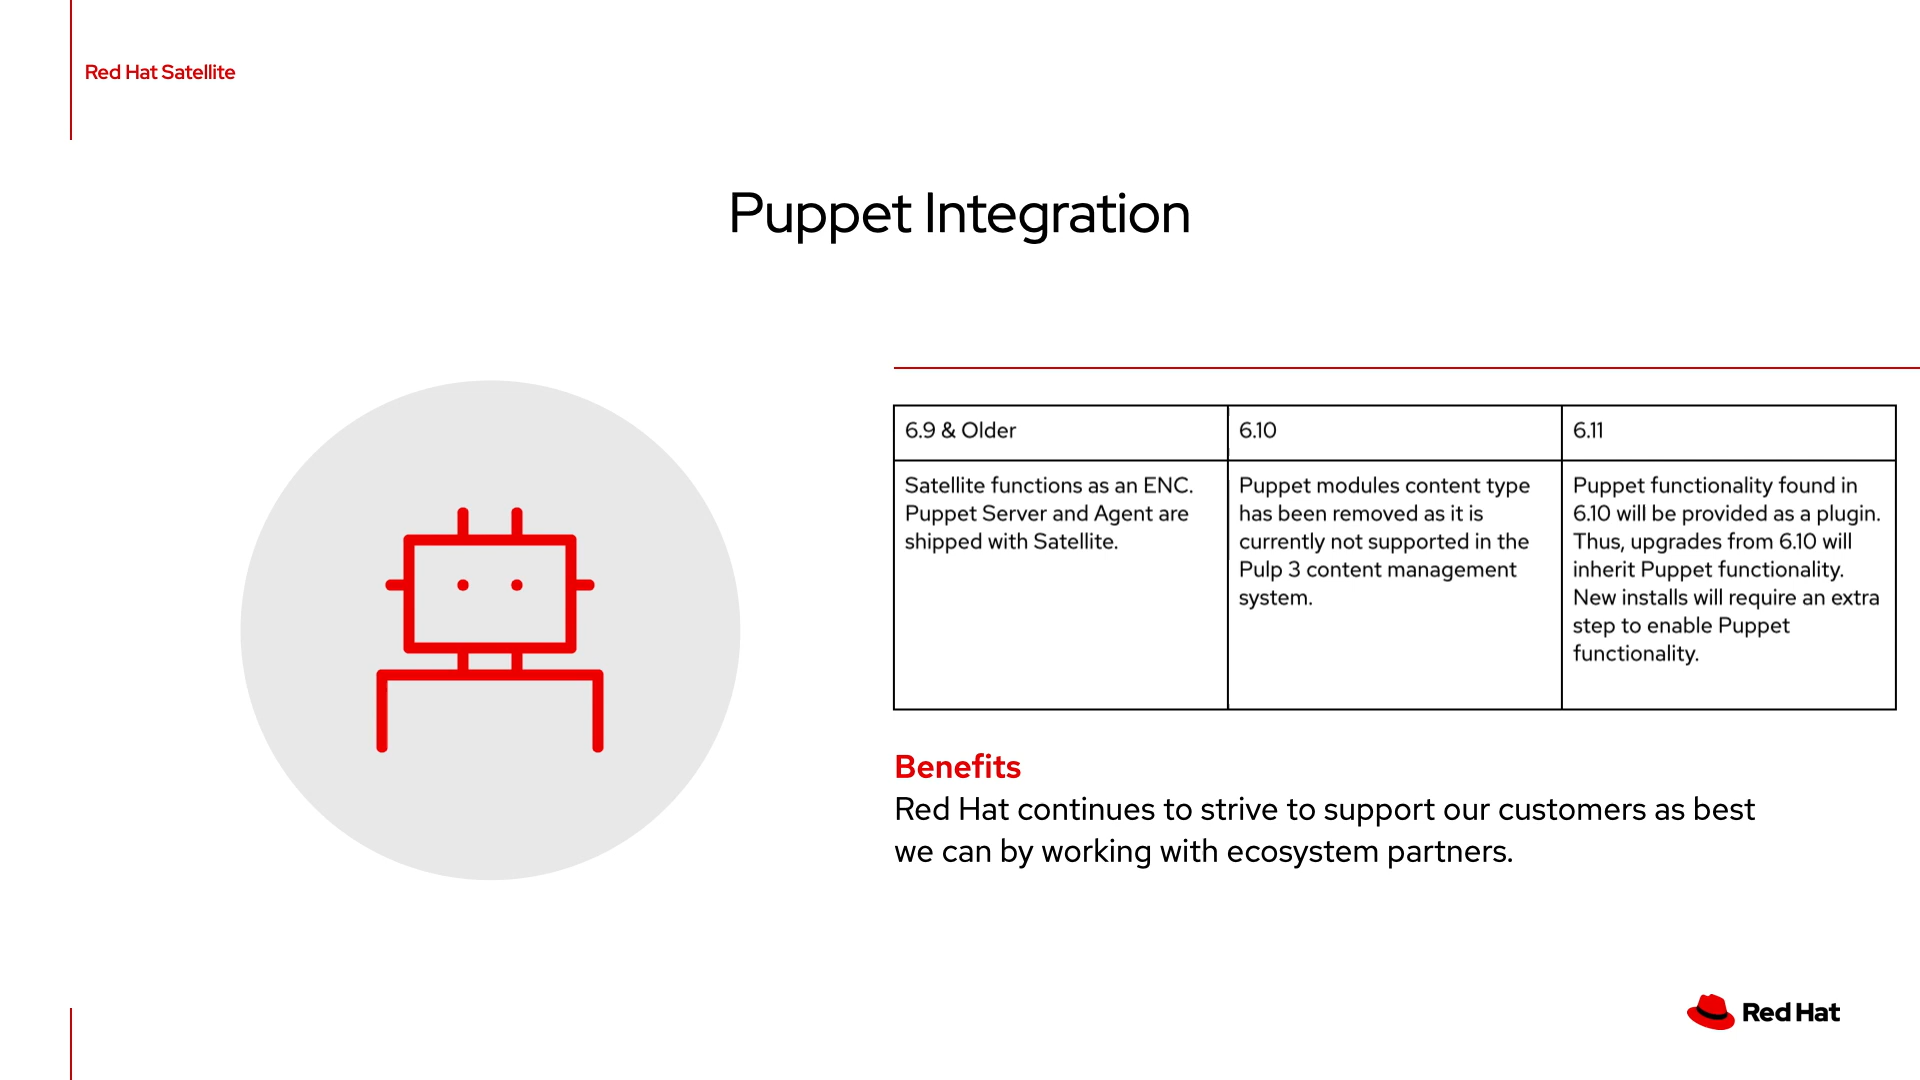 Red Hat Satellite
Puppet Integration
6.9 & Older
6.10
6.11
Satellite functions as an ENC.
Puppet Server and Agent are
shipped with Satellite.
Puppet modules content type
has been removed as it is
currently not supported in the
Pulp 3 content management
system.
Puppet functionality found in
6.10 will be provided as a plugin.
Thus, upgrades from 6.10 will
inherit Puppet functionality.
New installs will require an extra
step to enable Puppet
functionality.
Benefits
Red Hat continues to strive to support our customers as best
we can by working with ecosystem partners.
Red Hat